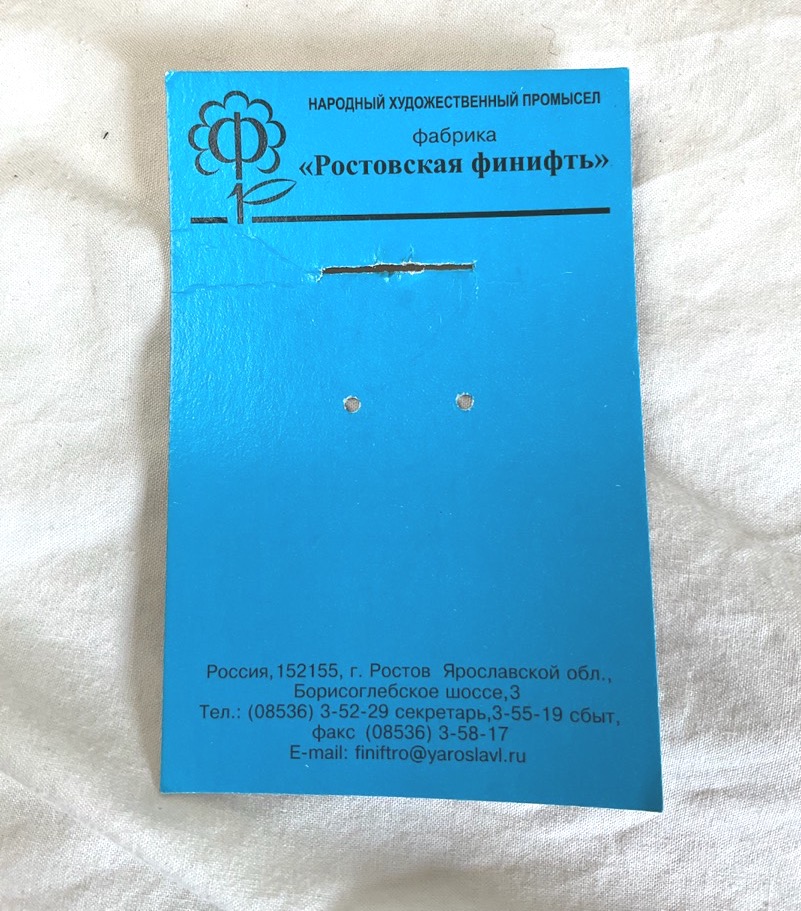 Ф
НАРОДНЫЙ ХУДОЖЕСТВЕННЫЙ ПРОМЫСЕЛ
фабрика
«Ростовская финифть»
Россия,152155, г. Ростов Ярославской обл.,
Борисоглебское шоссе,3
Тел.: (08536) 3-52-29 секретарь,3-55-19 сбыт,
факс (08536) 3-58-17
E-mail: finiftro@yaroslavl.ru